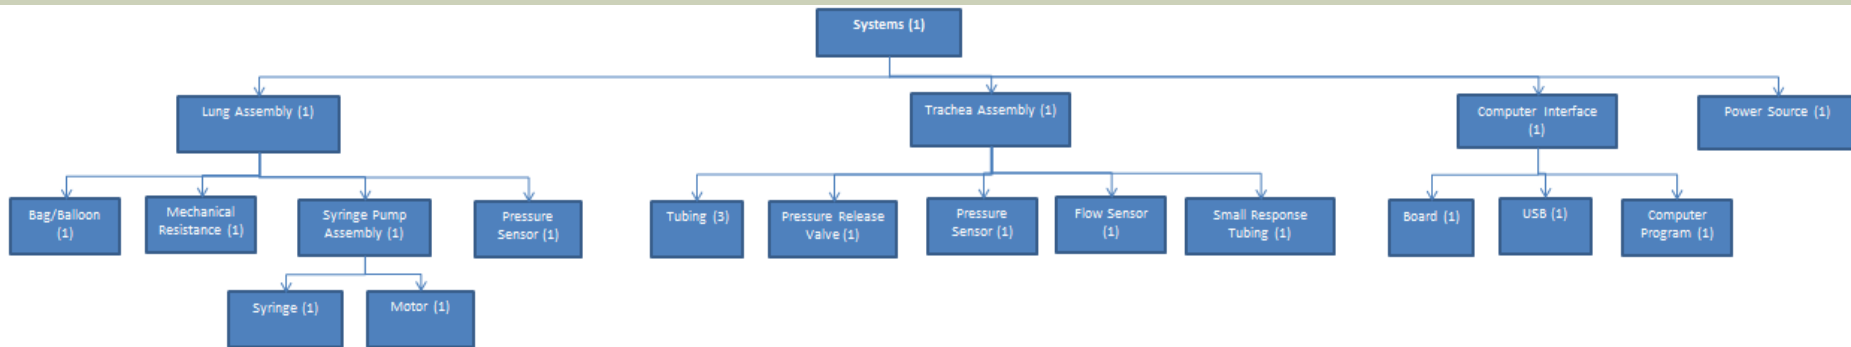 Systems (1)
Lung Assembly (1)
Trachea Assembly (1)
Computer Interface
(1)
Power Source (1)
Bag/Balloon
(1)
Mechanical
Resistance (1)
Syringe Pump
Assembly (1)
Pressure
Sensor (1)
Tubing (3)
Pressure Release
Valve (1)
Pressure
Sensor (1)
Flow Sensor
(1)
Small Response
Tubing (1)
Board (1)
USB (1)
Computer
Program (1)
Syringe (1)
Motor (1)